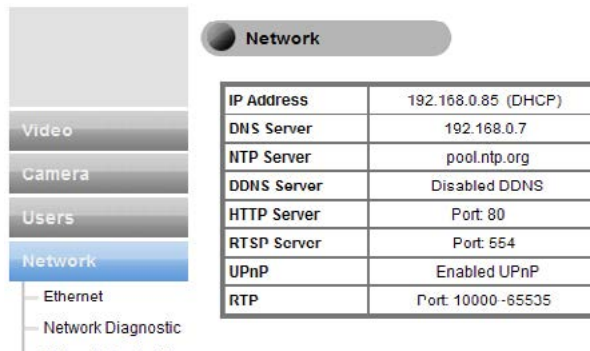 Network
IP Address 192.168.0.85 (DHCP)
DNS Server 192.168.0.7
NTP Server pool.ntp.org
DDNS Server Disabled DDNS
HTTP Server Port: 80
RTSP Server Port: 554
UPnP Enabled UPnP
RTP Port: 10000-65535
Video
Camera
Users
Network
Ethernet
Network Diagnostic